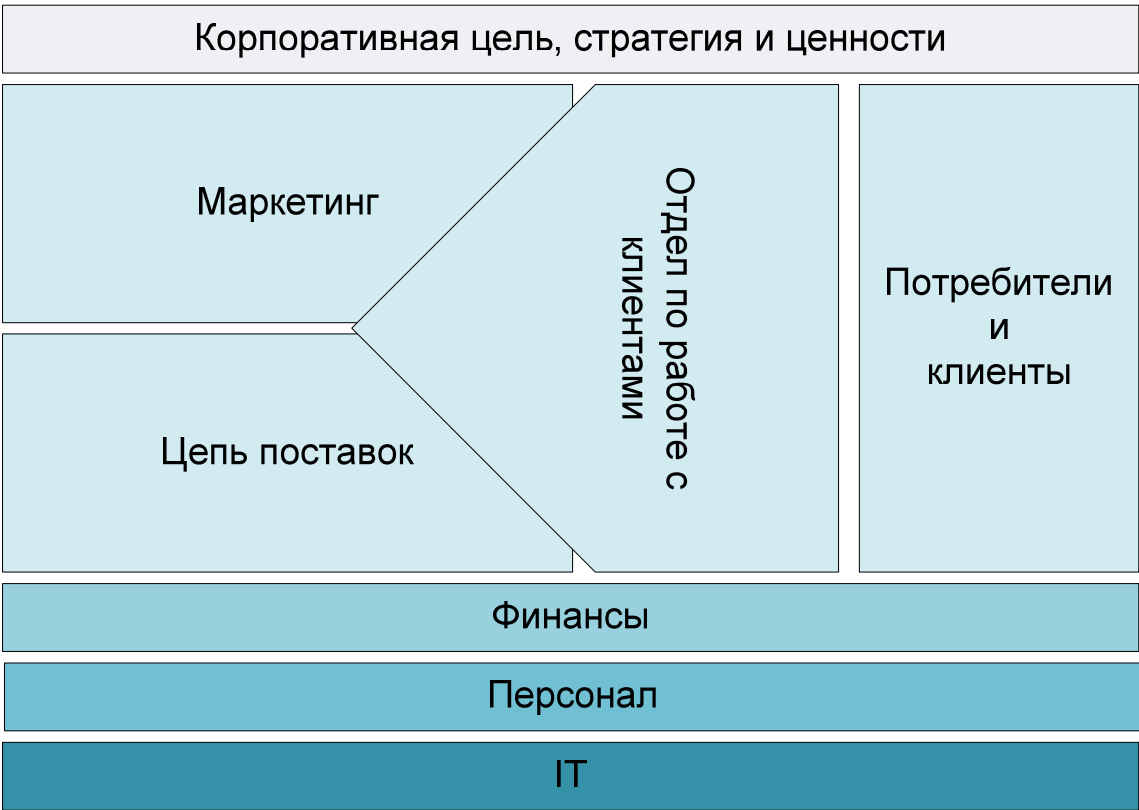 Корпоративная цель, стратегия и ценности
Маркетинг
Цепь поставок
Отдел по работе с
клиентами
Потребители
и
клиенты
Финансы
Персонал
IT